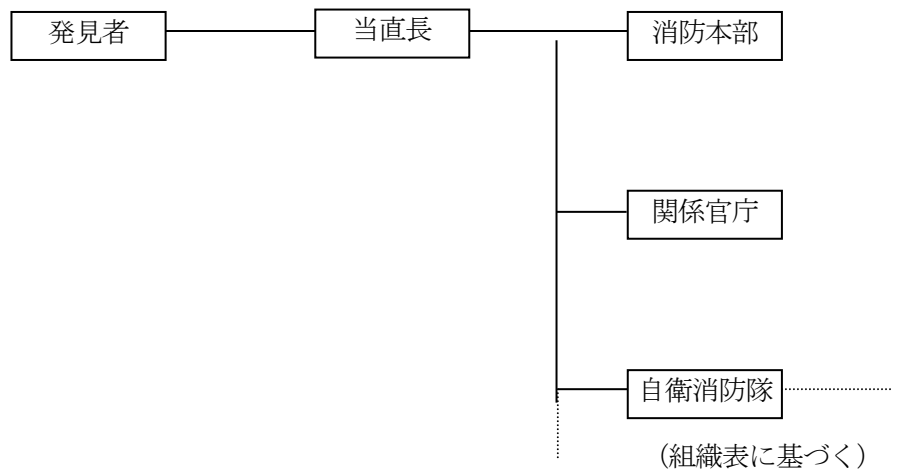 発見者
当直長
消防本部
関係官庁
自衛消防隊
（組織表に基づく）